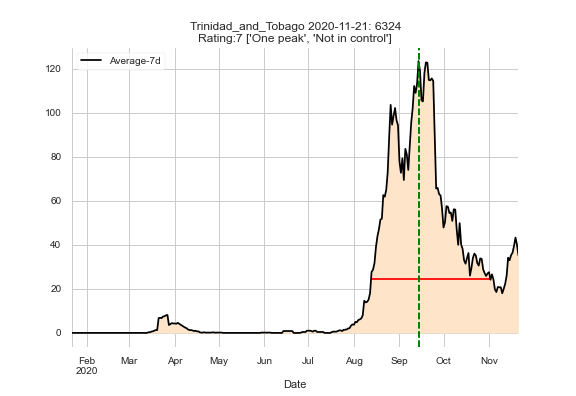 Trinidad_and_Tobago 2020-11-21: 6324
Rating:7 ['One peak', 'Not in control']
Average-7d
120
100
80
60
40
20
0
Feb Mar Apr May Jun Jul Aug Sep Oct Nov
2020
Date